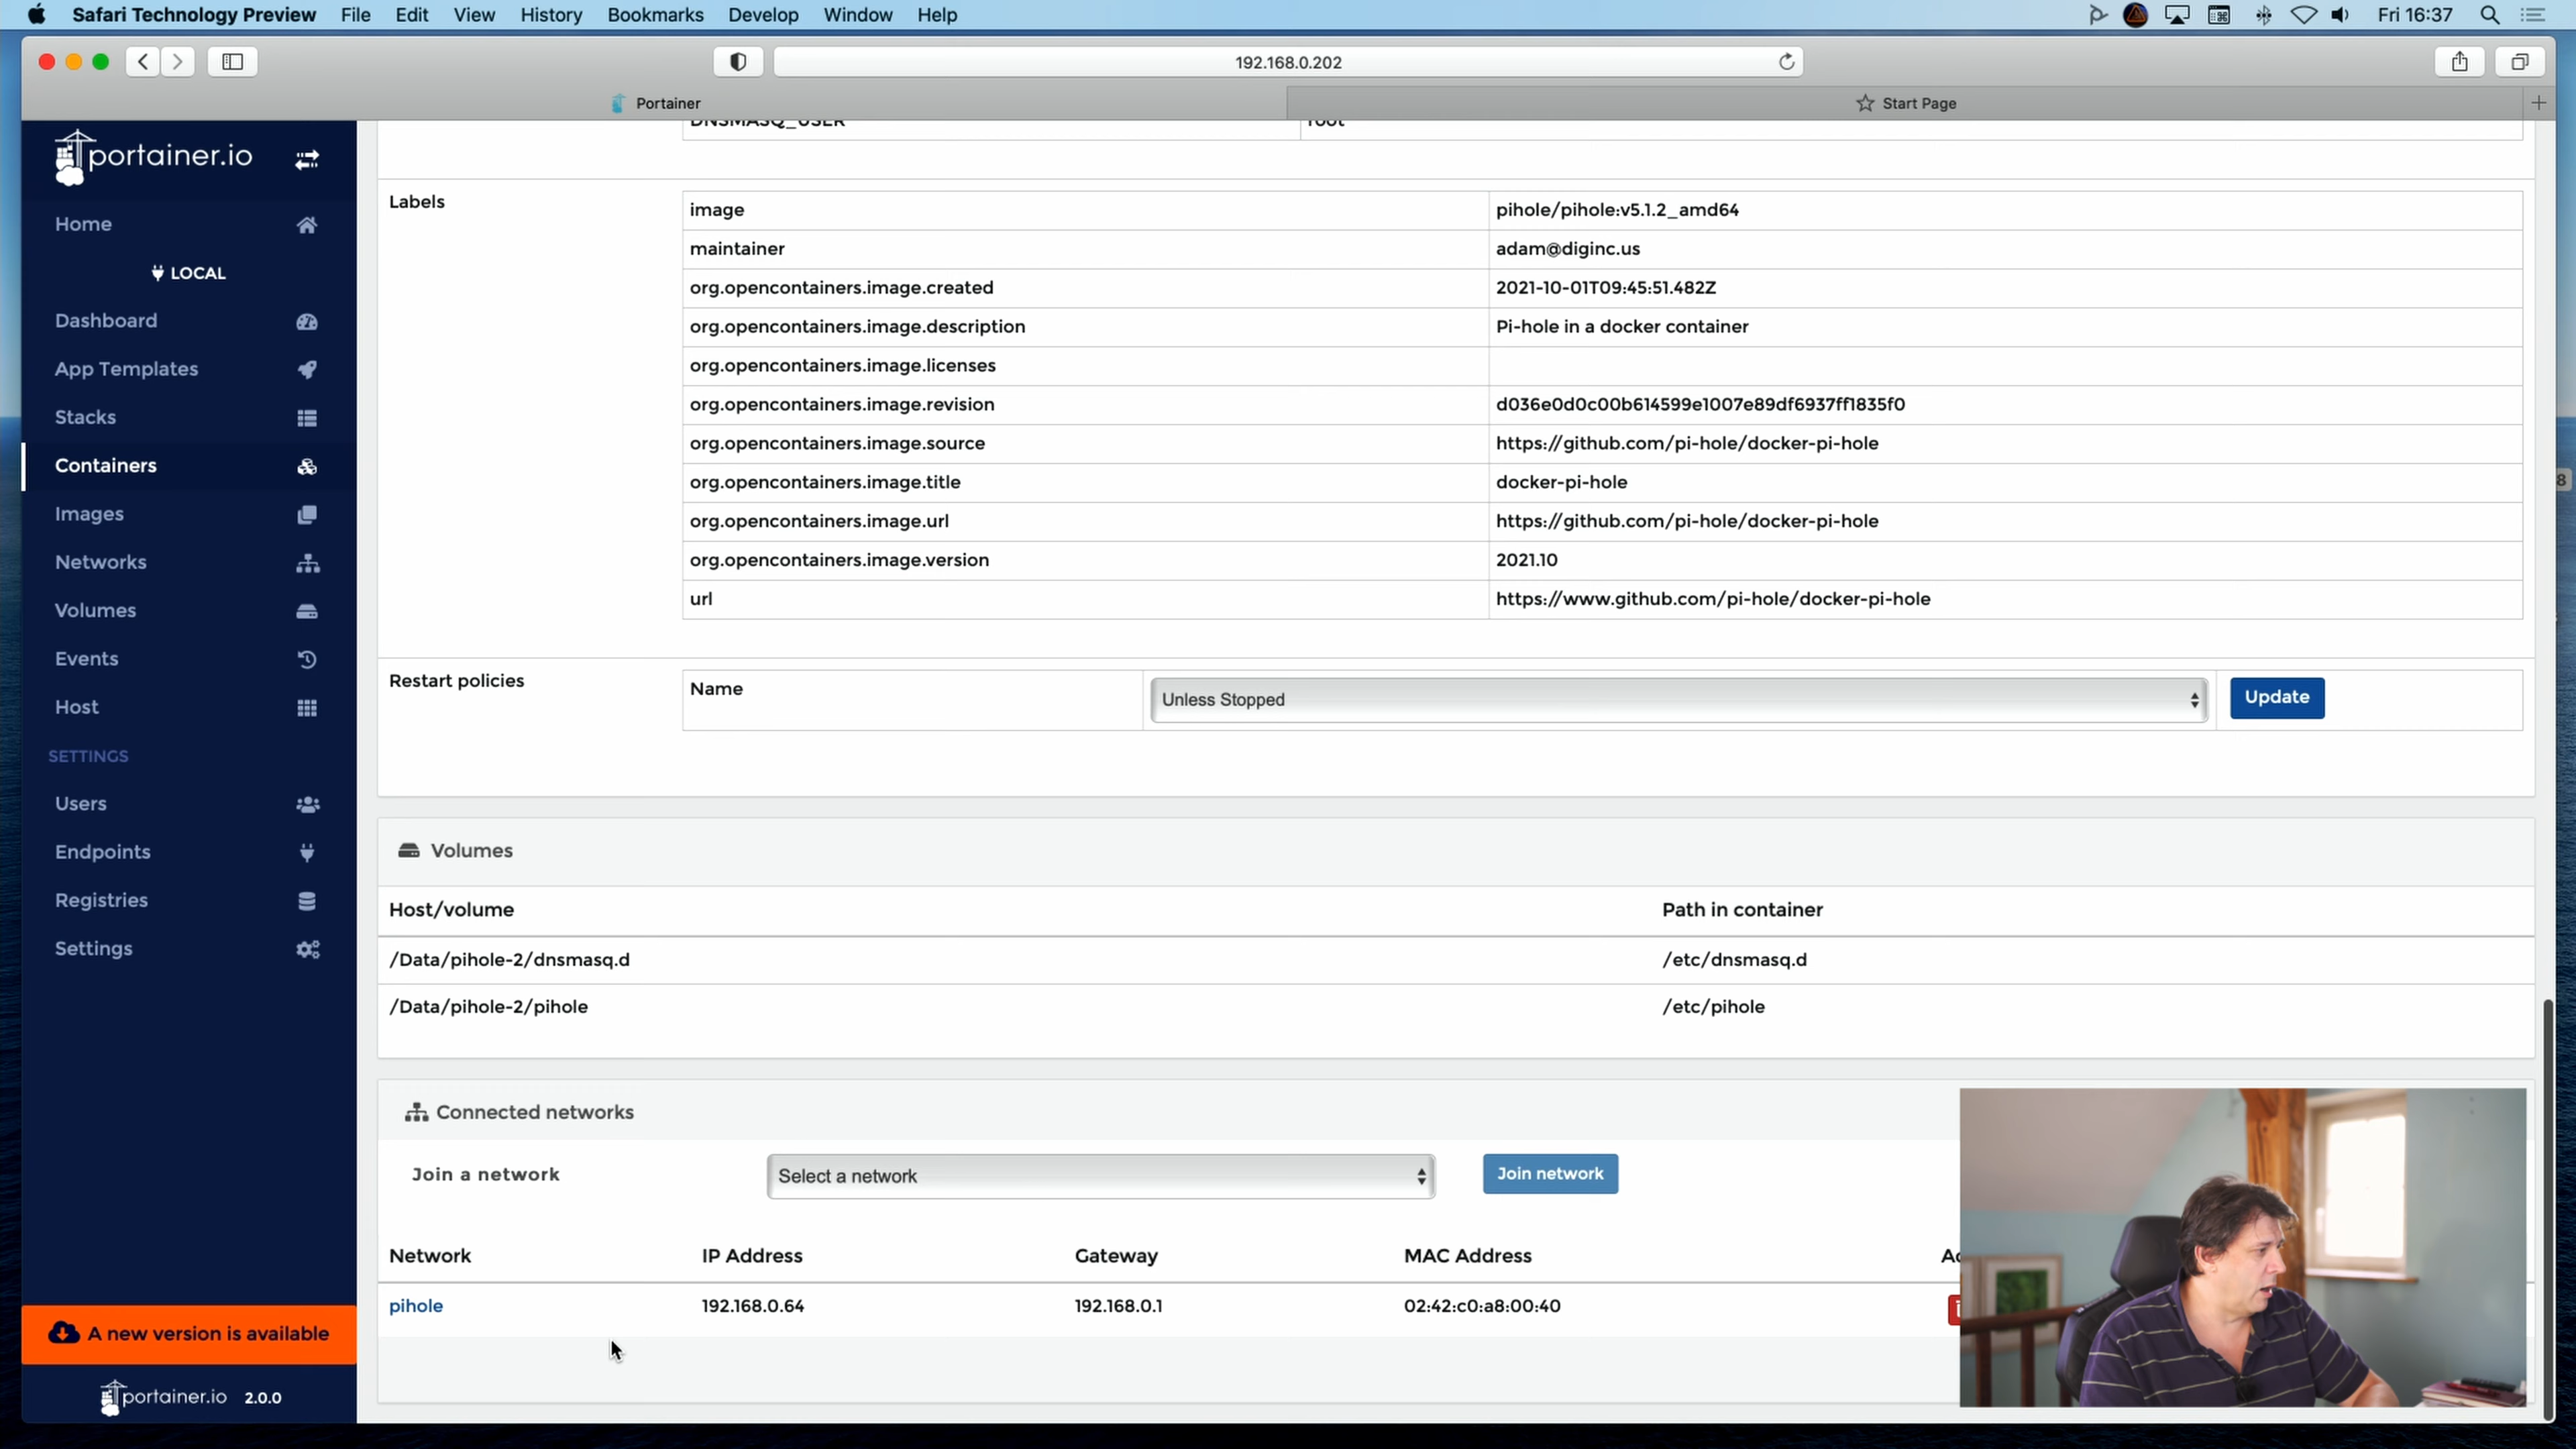 Safari Technology Preview File Edit View History Bookmarks Develop Window Help Fri 16:37
192.168.0.202
Portainer Start Page
portainer.io
Home
LOCAL
Dashboard
App Templates
Stacks
Containers
Images
Networks
Volumes
Events
Host
SETTINGS
Users
Endpoints
Registries
Settings
A new version is available
portainer.io 2.0.0
DNSMASQ_USER root
Labels
image pihole/pihole:v5.1.2_amd64
maintainer adam@diginc.us
org.opencontainers.image.created 2021-10-01T09:45:51.482Z
org.opencontainers.image.description Pi-hole in a docker container
org.opencontainers.image.licenses
org.opencontainers.image.revision d036e0d0c00b614599e1007e89df6937ff1835f0
org.opencontainers.image.source https://github.com/pi-hole/docker-pi-hole
org.opencontainers.image.title docker-pi-hole
org.opencontainers.image.url https://github.com/pi-hole/docker-pi-hole
org.opencontainers.image.version 2021.10
url https://www.github.com/pi-hole/docker-pi-hole
Restart policies Name Unless Stopped Update
Volumes
Host/volume Path in container
/Data/pihole-2/dnsmasq.d /etc/dnsmasq.d
/Data/pihole-2/pihole /etc/pihole
Connected networks
Join a network Select a network Join network
Network IP Address Gateway MAC Address
pihole 192.168.0.64 192.168.0.1 02:42:c0:a8:00:40